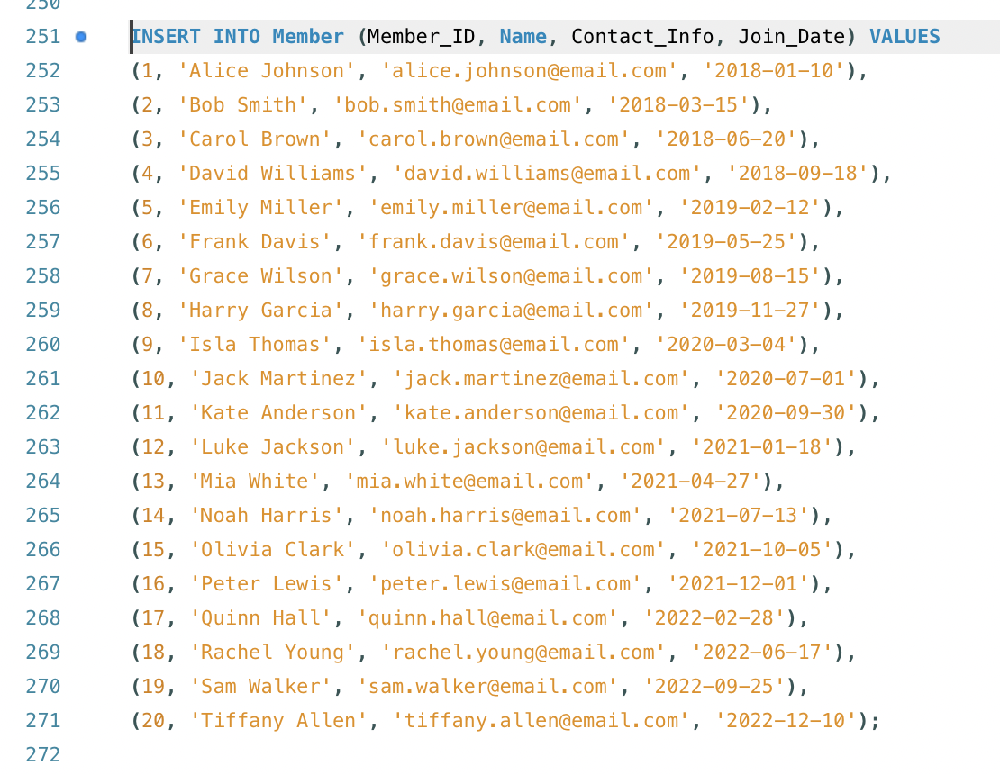 250
251 INSERT INTO Member (Member_ID, Name, Contact_Info, Join_Date) VALUES
252 (1, 'Alice Johnson', 'alice.johnson@email.com', '2018-01-10'),
253 (2, 'Bob Smith', 'bob.smith@email.com', '2018-03-15'),
254 (3, 'Carol Brown', 'carol.brown@email.com', '2018-06-20'),
255 (4, 'David Williams', 'david.williams@email.com', '2018-09-18'),
256 (5, 'Emily Miller', 'emily.miller@email.com', '2019-02-12'),
257 (6, 'Frank Davis', 'frank.davis@email.com', '2019-05-25'),
258 (7, 'Grace Wilson', 'grace.wilson@email.com', '2019-08-15'),
259 (8, 'Harry Garcia', 'harry.garcia@email.com', '2019-11-27'),
260 (9, 'Isla Thomas', 'isla.thomas@email.com', '2020-03-04'),
261 (10, 'Jack Martinez', 'jack.martinez@email.com', '2020-07-01'),
262 (11, 'Kate Anderson', 'kate.anderson@email.com', '2020-09-30'),
263 (12, 'Luke Jackson', 'luke.jackson@email.com', '2021-01-18'),
264 (13, 'Mia White', 'mia.white@email.com', '2021-04-27'),
265 (14, 'Noah Harris', 'noah.harris@email.com', '2021-07-13'),
266 (15, 'Olivia Clark', 'olivia.clark@email.com', '2021-10-05'),
267 (16, 'Peter Lewis', 'peter.lewis@email.com', '2021-12-01'),
268 (17, 'Quinn Hall', 'quinn.hall@email.com', '2022-02-28'),
269 (18, 'Rachel Young', 'rachel.young@email.com', '2022-06-17'),
270 (19, 'Sam Walker', 'sam.walker@email.com', '2022-09-25'),
271 (20, 'Tiffany Allen', 'tiffany.allen@email.com', '2022-12-10');
272